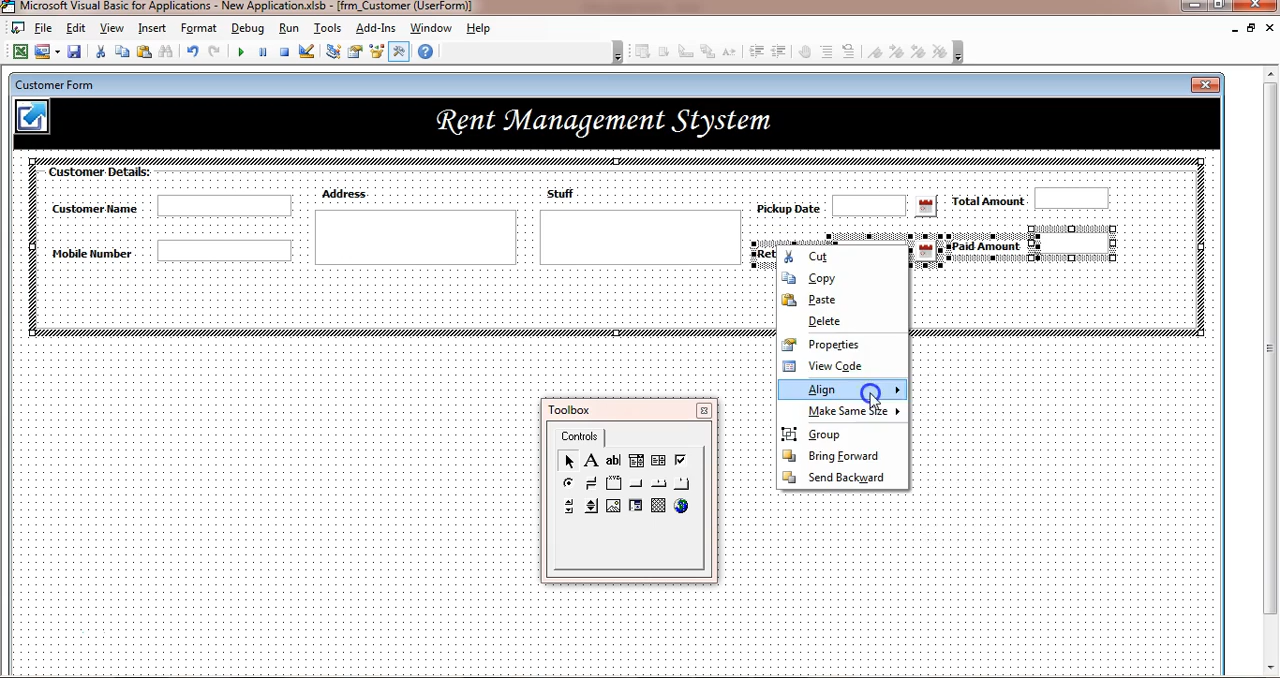 Microsoft Visual Basic for Applications - New Application.xlsb - [frm_Customer (UserForm)]
File Edit View Insert Format Debug Run Tools Add-Ins Window Help
Customer Form
Rent Management Stystem
Customer Details:
Customer Name
Address
Stuff
Pickup Date
Total Amount
Mobile Number
Ret
Paid Amount
Cut
Copy
Paste
Delete
Properties
View Code
Align
Make Same Size
Group
Bring Forward
Send Backward
Toolbox
Controls
A
ab
XYZ